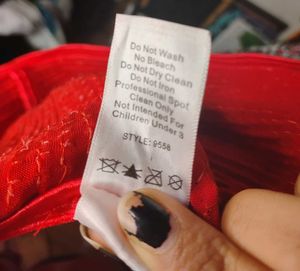 Do Not Wash
No Bleach
Do Not Dry Clean
Do Not Iron
Professional Spot
Clean Only
Not Intended For
Children Under 3
STYLE: 9558